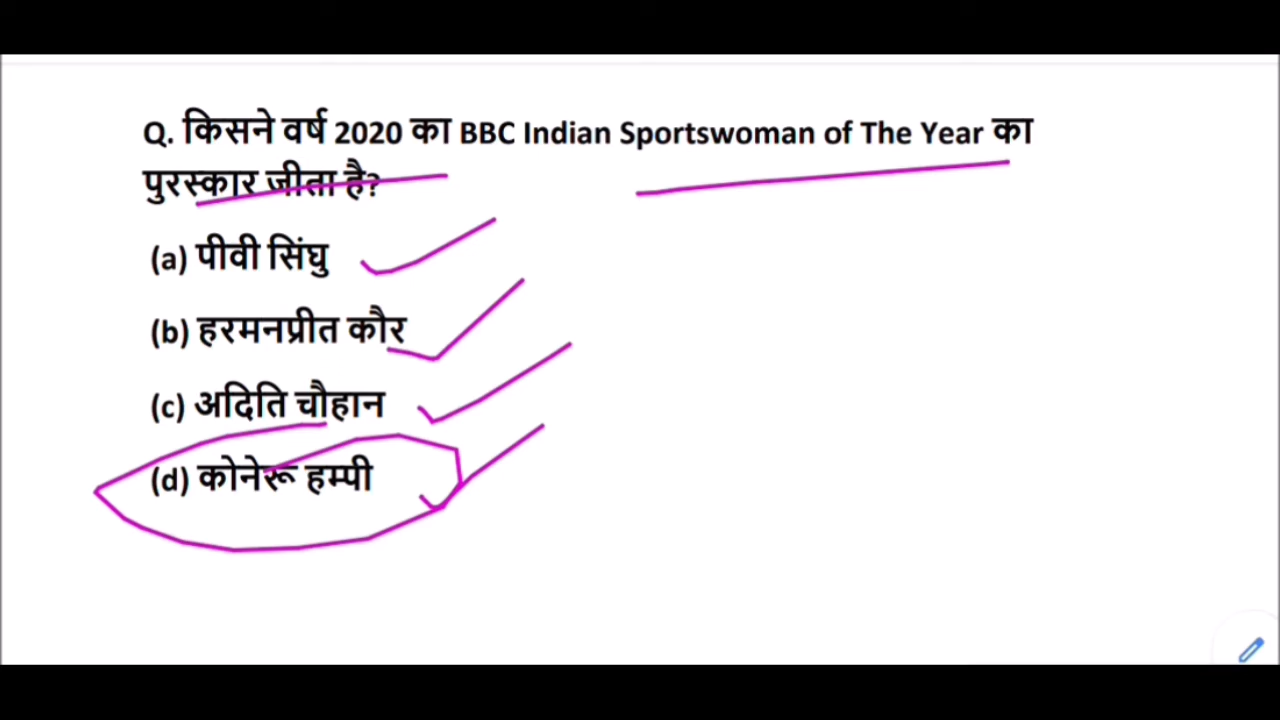 Q. किसने वर्ष 2020 का BBC Indian Sportswoman of The Year का
पुरस्कार जीता है?
(a) पीवी सिंघु
(b) हरमनप्रीत कौर
(c) अदिति चौहान
(d) कोनेरू हम्पी